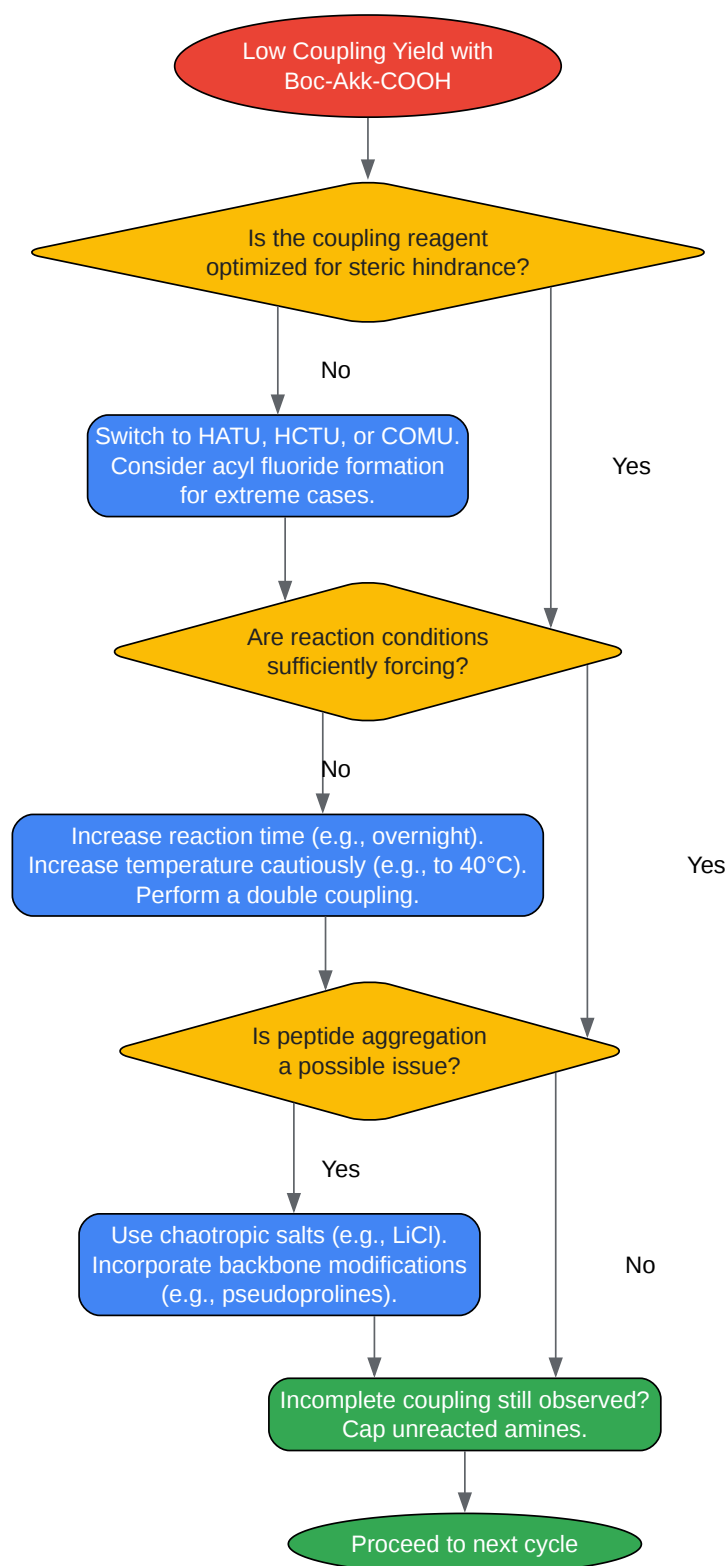 Low Coupling Yield with
Boc-Akk-COOH
Is the coupling reagent
optimized for steric hindrance?
No
Yes
Switch to HATU, HCTU, or COMU.
Consider acyl fluoride formation
for extreme cases.
Are reaction conditions
sufficiently forcing?
No
Yes
Increase reaction time (e.g., overnight).
Increase temperature cautiously (e.g., to 40°C).
Perform a double coupling.
Is peptide aggregation
a possible issue?
Yes
No
Use chaotropic salts (e.g., LiCl).
Incorporate backbone modifications
(e.g., pseudoprolines).
Incomplete coupling still observed?
Cap unreacted amines.
Proceed to next cycle